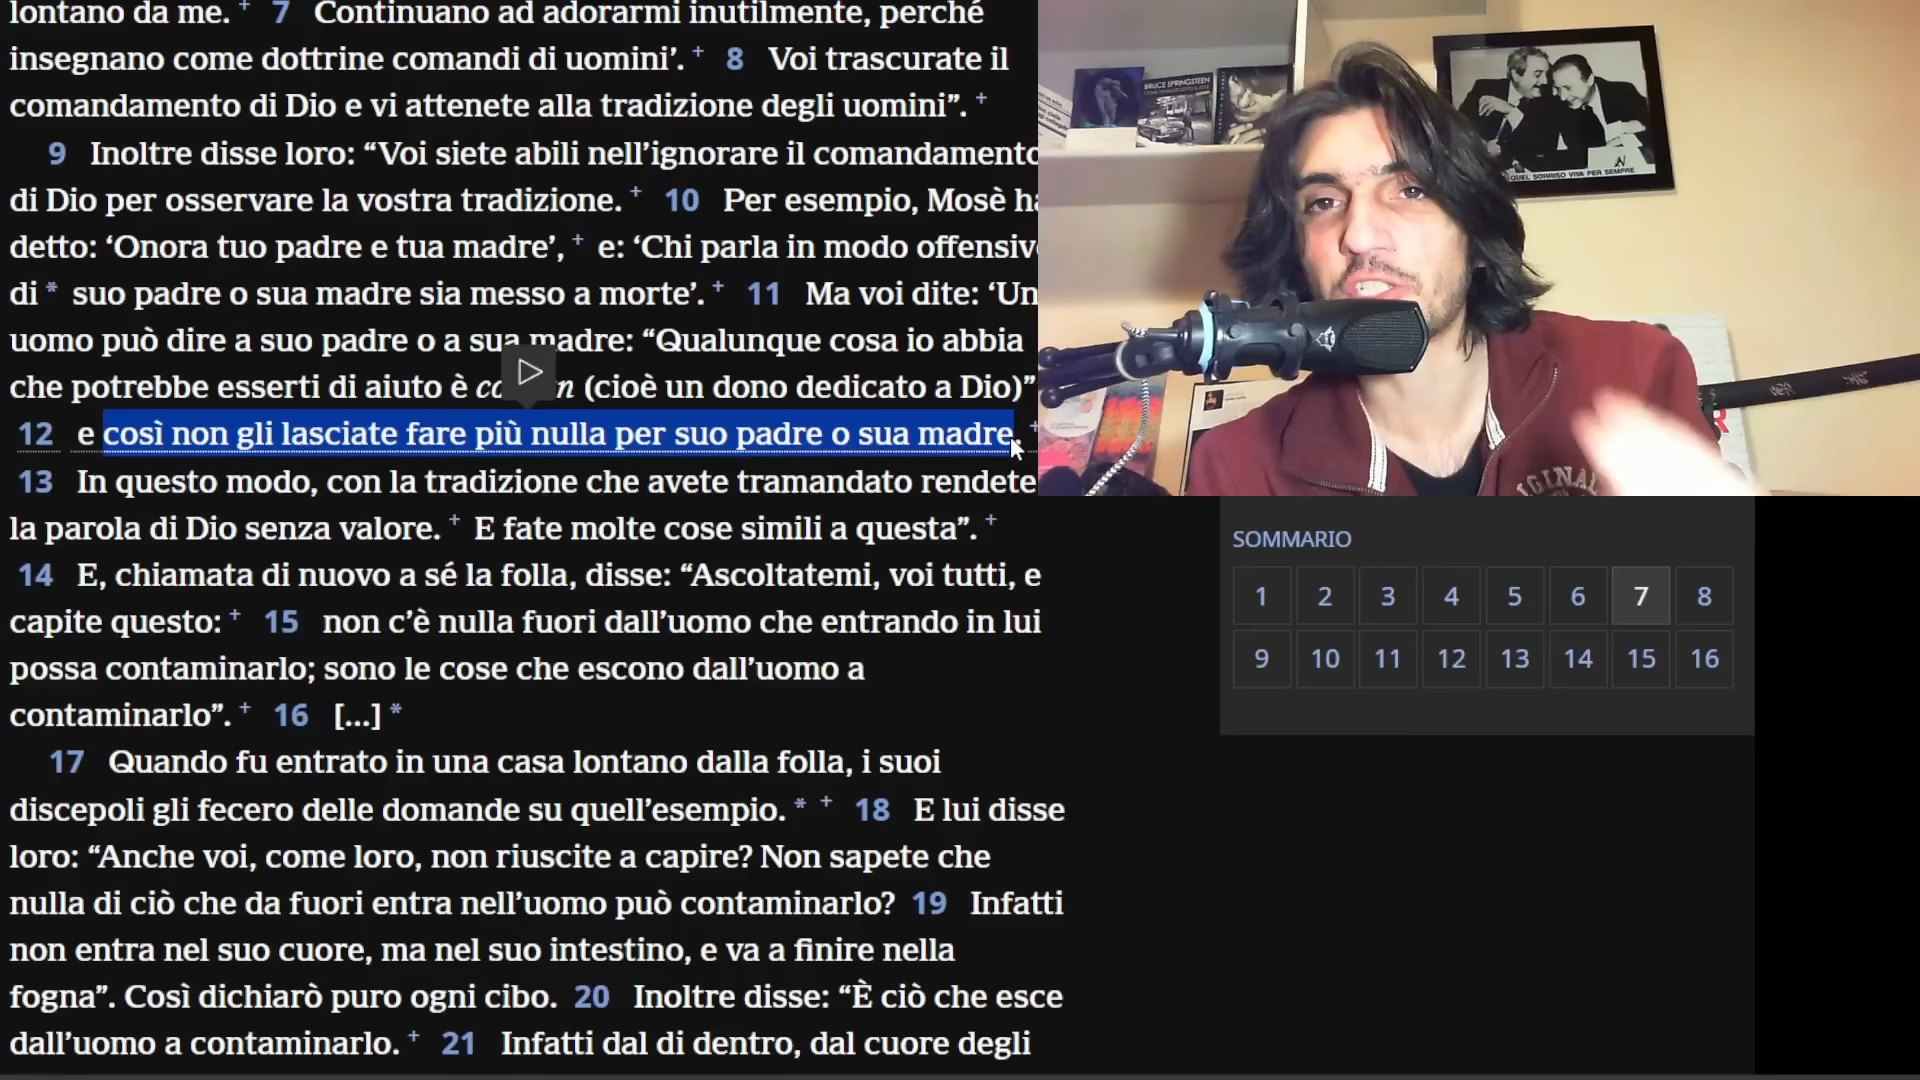 lontano da me. + 7 Continuano ad adorarmi inutilmente, perché
insegnano come dottrine comandi di uomini’. + 8 Voi trascurate il
comandamento di Dio e vi attenete alla tradizione degli uomini”. +
9 Inoltre disse loro: “Voi siete abili nell’ignorare il comandamento
di Dio per osservare la vostra tradizione. + 10 Per esempio, Mosè ha
detto: ‘Onora tuo padre e tua madre’, + e: ‘Chi parla in modo offensivo
di * suo padre o sua madre sia messo a morte’. + 11 Ma voi dite: ‘Un
uomo può dire a suo padre o a sua madre: “Qualunque cosa io abbia
che potrebbe esserti di aiuto è (cioè un dono dedicato a Dio)”
12 e così non gli lasciate fare più nulla per suo padre o sua madre. +
13 In questo modo, con la tradizione che avete tramandato rendete
la parola di Dio senza valore. + E fate molte cose simili a questa”. +
14 E, chiamata di nuovo a sé la folla, disse: “Ascoltatemi, voi tutti, e
capite questo: + 15 non c’è nulla fuori dall’uomo che entrando in lui
possa contaminarlo; sono le cose che escono dall’uomo a
contaminarlo”. + 16 [...] *
17 Quando fu entrato in una casa lontano dalla folla, i suoi
discepoli gli fecero delle domande su quell’esempio. * + 18 E lui disse
loro: “Anche voi, come loro, non riuscite a capire? Non sapete che
nulla di ciò che da fuori entra nell’uomo può contaminarlo? 19 Infatti
non entra nel suo cuore, ma nel suo intestino, e va a finire nella
fogna”. Così dichiarò puro ogni cibo. 20 Inoltre disse: “È ciò che esce
dall’uomo a contaminarlo. + 21 Infatti dal di dentro, dal cuore degli
BRUCE SPRINGSTEEN
QUEL SORRISO VIVA PER SEMPRE
SOMMARIO
1 2 3 4 5 6 7 8
9 10 11 12 13 14 15 16